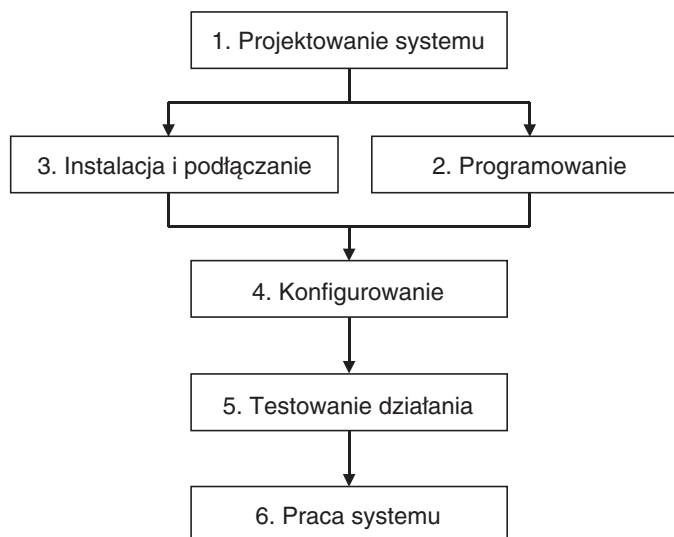 1. Projektowanie systemu
3. Instalacja i podłączanie
2. Programowanie
4. Konfigurowanie
5. Testowanie działania
6. Praca systemu